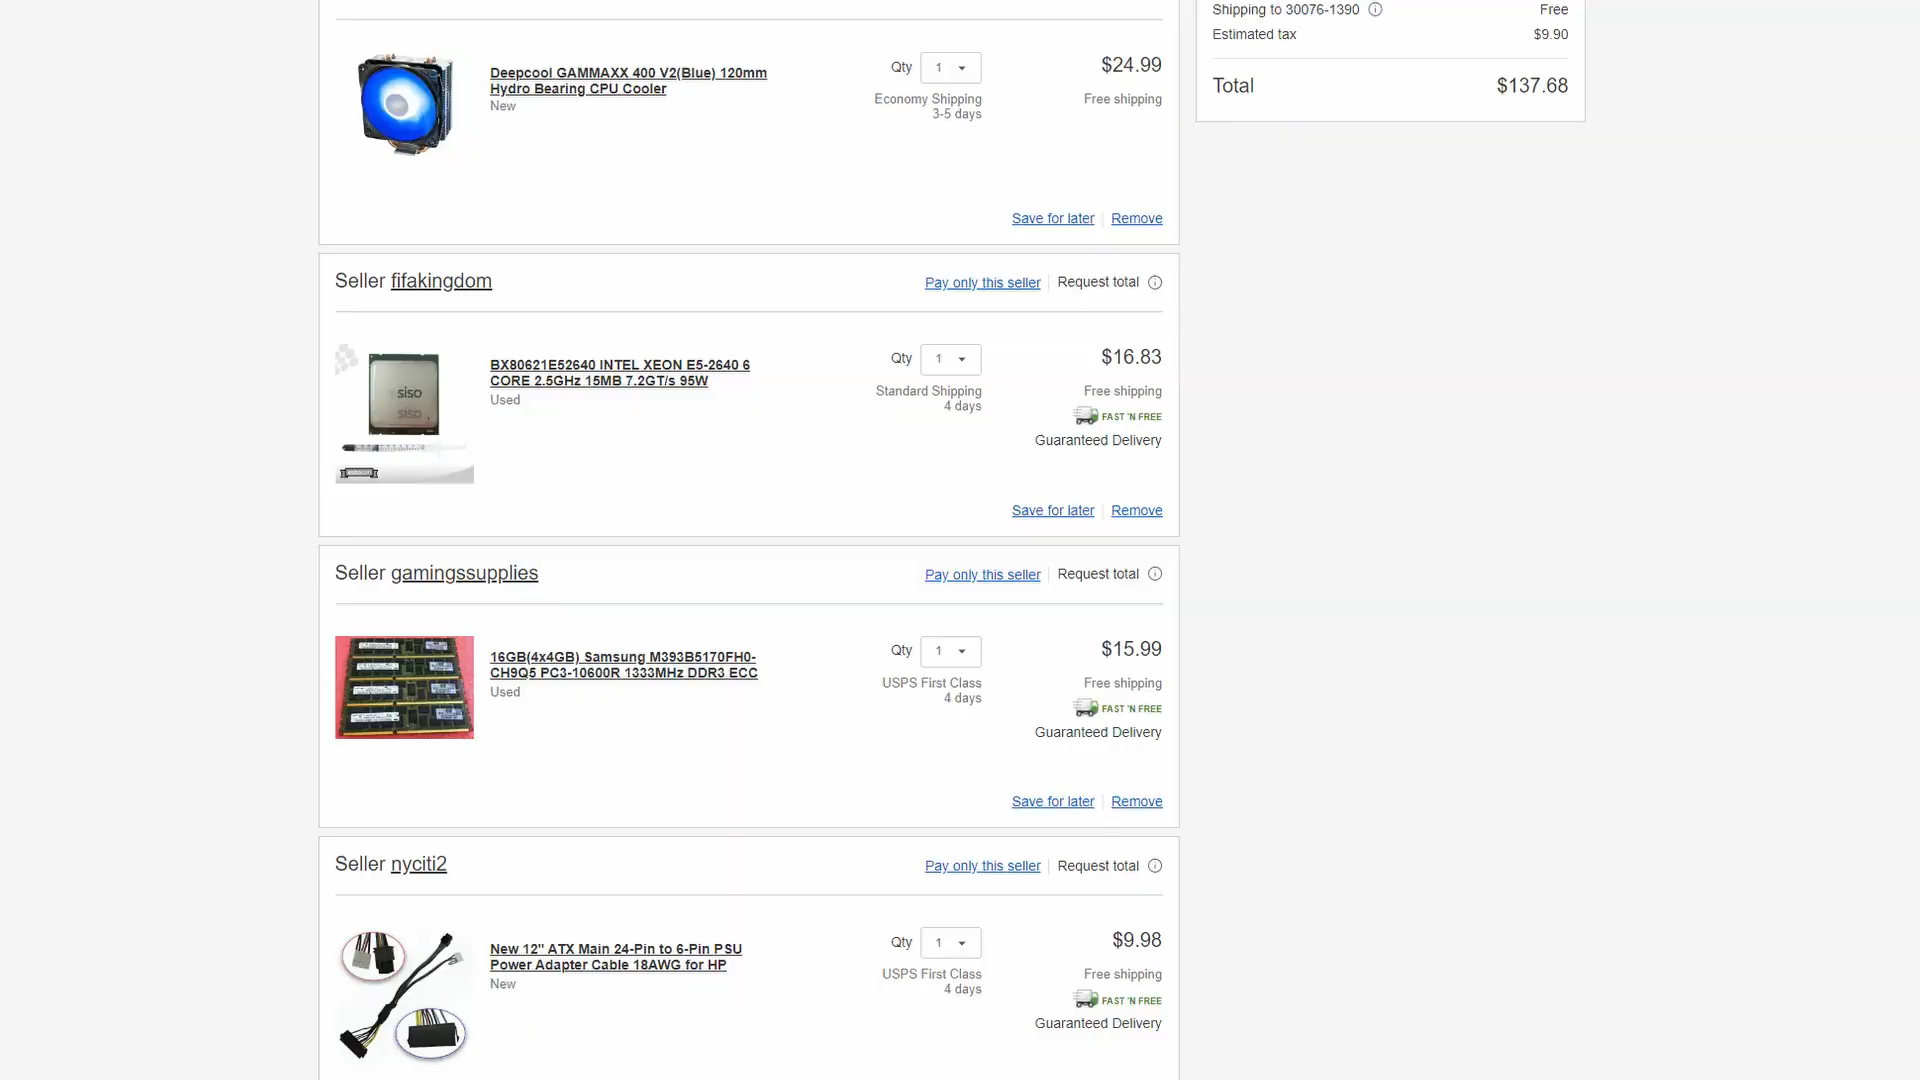 Shipping to 30076-1390 Free
Estimated tax $9.90
Total $137.68
Deepcool GAMMAXX 400 V2(Blue) 120mm
Hydro Bearing CPU Cooler
New
Qty 1
Economy Shipping
3-5 days
$24.99
Free shipping
Save for later Remove
Seller fifakingdom
Pay only this seller Request total
BX80621E52640 INTEL XEON E5-2640 6
CORE 2.5GHz 15MB 7.2GT/s 95W
Used
siso
siso
Qty 1
Standard Shipping
4 days
$16.83
Free shipping
FAST 'N FREE
Guaranteed Delivery
Save for later Remove
Seller gamingssupplies
Pay only this seller Request total
16GB(4x4GB) Samsung M393B5170FH0-
CH9Q5 PC3-10600R 1333MHz DDR3 ECC
Used
Qty 1
USPS First Class
4 days
$15.99
Free shipping
FAST 'N FREE
Guaranteed Delivery
Save for later Remove
Seller nyciti2
Pay only this seller Request total
New 12" ATX Main 24-Pin to 6-Pin PSU
Power Adapter Cable 18AWG for HP
New
Qty 1
USPS First Class
4 days
$9.98
Free shipping
FAST 'N FREE
Guaranteed Delivery